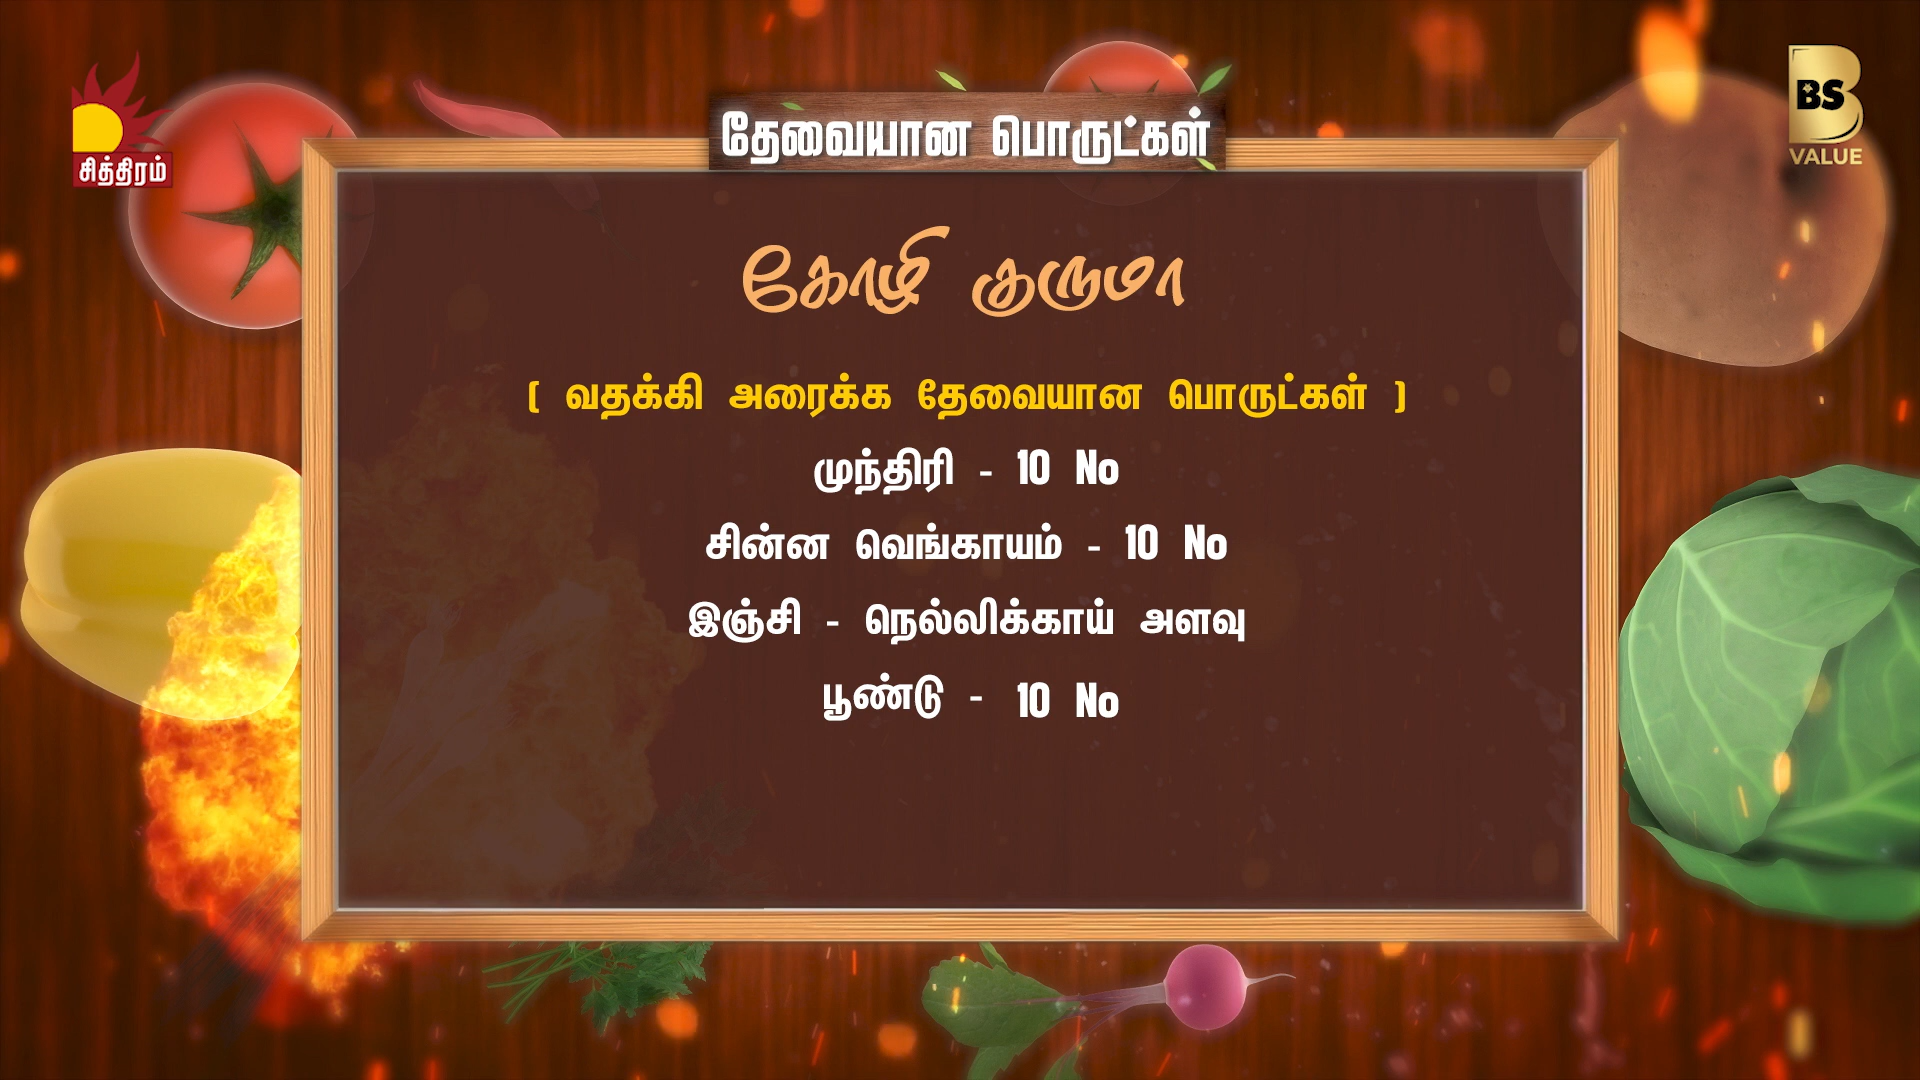 சித்திரம்
BS
VALUE
தேவையான பொருட்கள்
கோழி குருமா
( வதக்கி அரைக்க தேவையான பொருட்கள் )
முந்திரி - 10 No
சின்ன வெங்காயம் - 10 No
இஞ்சி - நெல்லிக்காய் அளவு
பூண்டு - 10 No